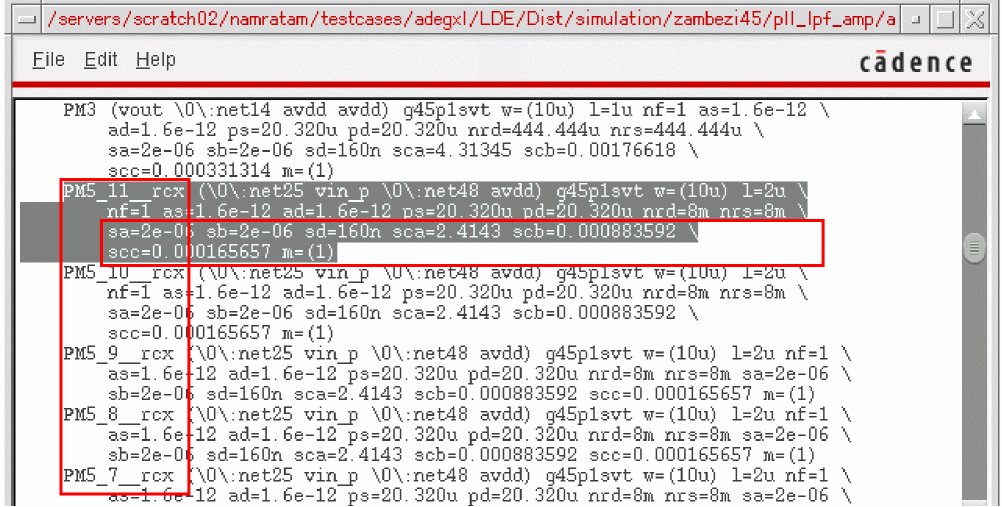 /servers/scratch02/namratam/testcases/adegxl/LDE/Dist/simulation/zambezi45/pll_lpf_amp/a
File Edit Help
cādence
PM3 (vout \0\:net14 avdd avdd) g45p1svt w=(10u) l=1u nf=1 as=1.6e-12 \
ad=1.6e-12 ps=20.320u pd=20.320u nrd=444.444u nrs=444.444u \
sa=2e-06 sb=2e-06 sd=160n sca=4.31345 scb=0.00176618 \
scc=0.000331314 m=(1)
PM5_11__rcx (\0\:net25 vin_p \0\:net48 avdd) g45p1svt w=(10u) l=2u \
nf=1 as=1.6e-12 ad=1.6e-12 ps=20.320u pd=20.320u nrd=8m nrs=8m \
sa=2e-06 sb=2e-06 sd=160n sca=2.4143 scb=0.000883592 \
scc=0.000165657 m=(1)
PM5_10__rcx (\0\:net25 vin_p \0\:net48 avdd) g45p1svt w=(10u) l=2u \
nf=1 as=1.6e-12 ad=1.6e-12 ps=20.320u pd=20.320u nrd=8m nrs=8m \
sa=2e-06 sb=2e-06 sd=160n sca=2.4143 scb=0.000883592 \
scc=0.000165657 m=(1)
PM5_9__rcx (\0\:net25 vin_p \0\:net48 avdd) g45p1svt w=(10u) l=2u nf=1 \
as=1.6e-12 ad=1.6e-12 ps=20.320u pd=20.320u nrd=8m nrs=8m sa=2e-06 \
sb=2e-06 sd=160n sca=2.4143 scb=0.000883592 scc=0.000165657 m=(1)
PM5_8__rcx (\0\:net25 vin_p \0\:net48 avdd) g45p1svt w=(10u) l=2u nf=1 \
as=1.6e-12 ad=1.6e-12 ps=20.320u pd=20.320u nrd=8m nrs=8m sa=2e-06 \
sb=2e-06 sd=160n sca=2.4143 scb=0.000883592 scc=0.000165657 m=(1)
PM5_7__rcx (\0\:net25 vin_p \0\:net48 avdd) g45p1svt w=(10u) l=2u nf=1 \
as=1.6e-12 ad=1.6e-12 ps=20.320u pd=20.320u nrd=8m nrs=8m sa=2e-06 \